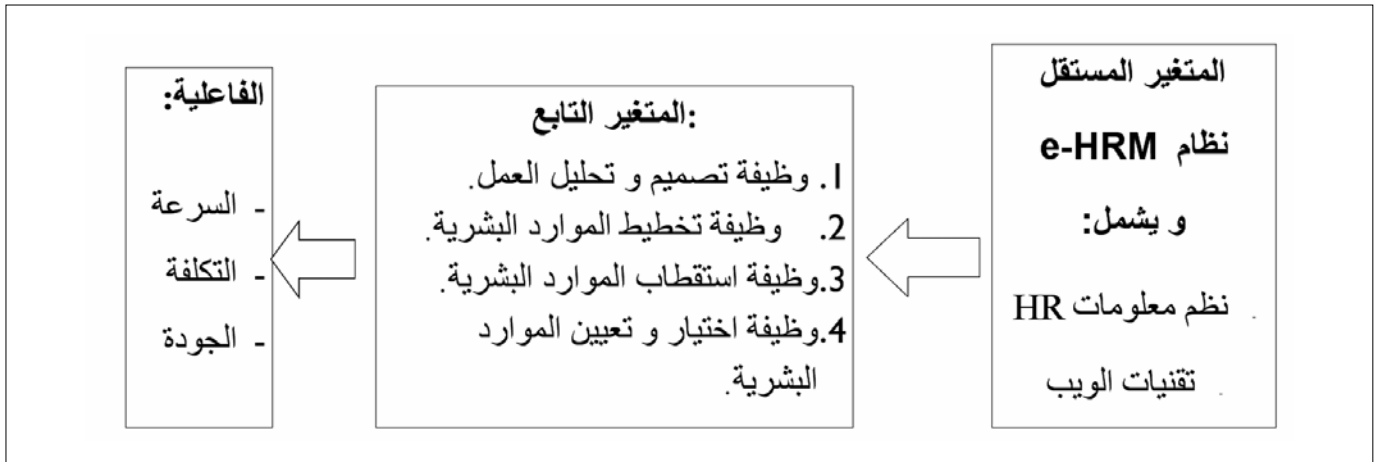 المتغير المستقل
نظام e-HRM
و يشمل:
. نظم معلومات HR
. تقنيات الويب
المتغير التابع:
1. وظيفة تصميم و تحليل العمل.
2. وظيفة تخطيط الموارد البشرية.
3.وظيفة استقطاب الموارد البشرية.
4.وظيفة اختيار و تعيين الموارد
البشرية.
الفاعلية:
- السرعة
- التكلفة
- الجودة